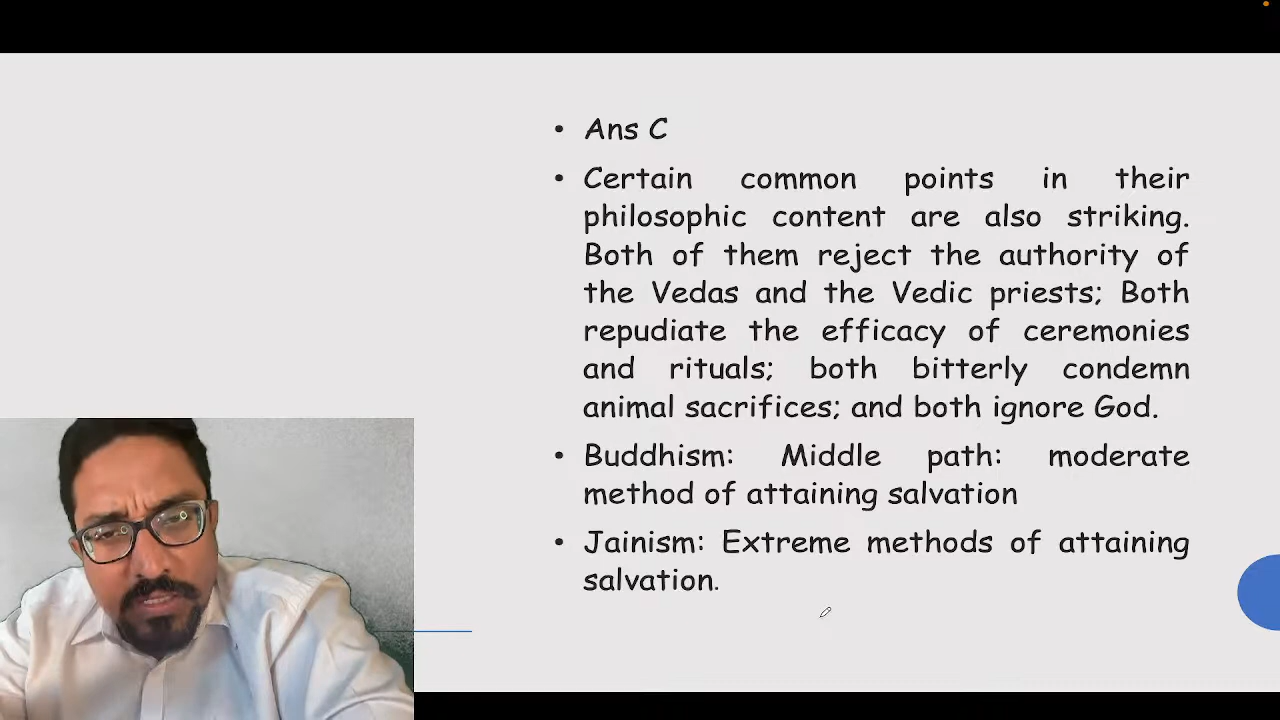 • Ans C
• Certain common points in their
philosophic content are also striking.
Both of them reject the authority of
the Vedas and the Vedic priests; Both
repudiate the efficacy of ceremonies
and rituals; both bitterly condemn
animal sacrifices; and both ignore God.
• Buddhism: Middle path: moderate
method of attaining salvation
• Jainism: Extreme methods of attaining
salvation.